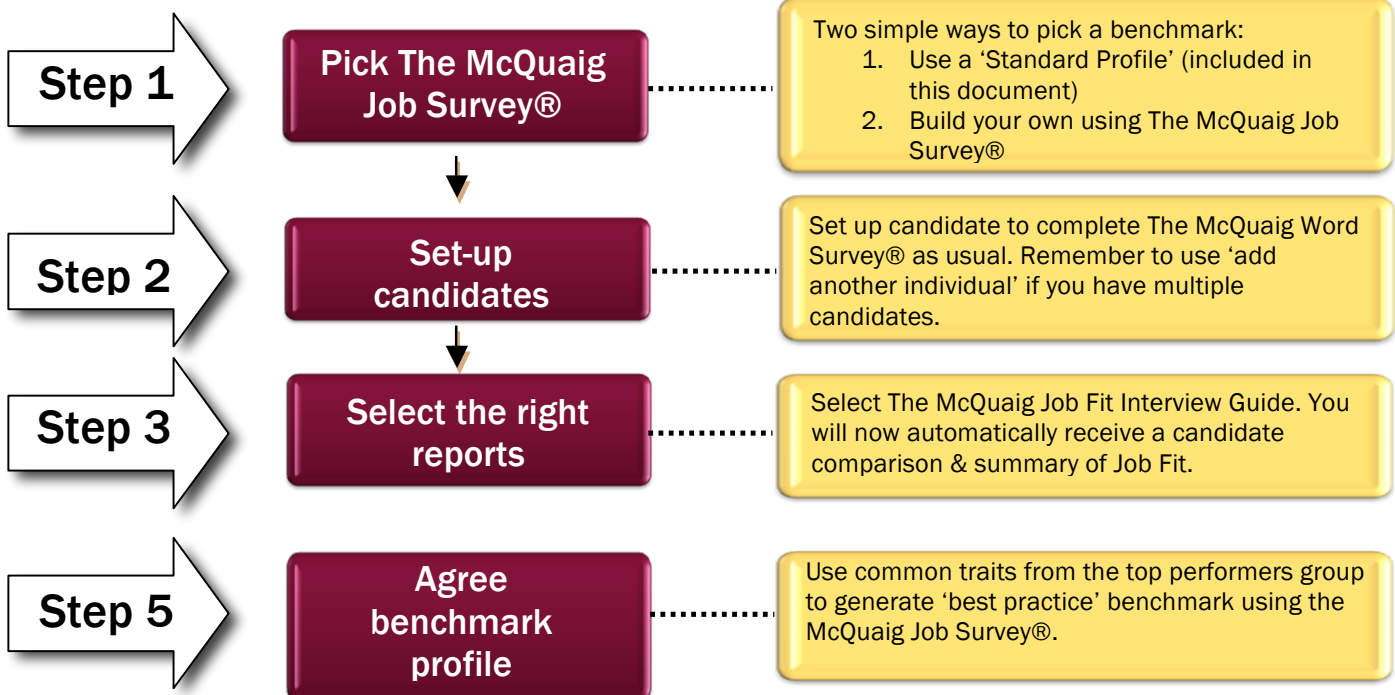 Step 1
Pick The McQuaig
Job Survey®
Two simple ways to pick a benchmark:
1. Use a ‘Standard Profile’ (included in
this document)
2. Build your own using The McQuaig Job
Survey®
Step 2
Set-up
candidates
Set up candidate to complete The McQuaig Word
Survey® as usual. Remember to use ‘add
another individual’ if you have multiple
candidates.
Step 3
Select the right
reports
Select The McQuaig Job Fit Interview Guide. You
will now automatically receive a candidate
comparison & summary of Job Fit.
Step 5
Agree
benchmark
profile
Use common traits from the top performers group
to generate ‘best practice’ benchmark using the
McQuaig Job Survey®.